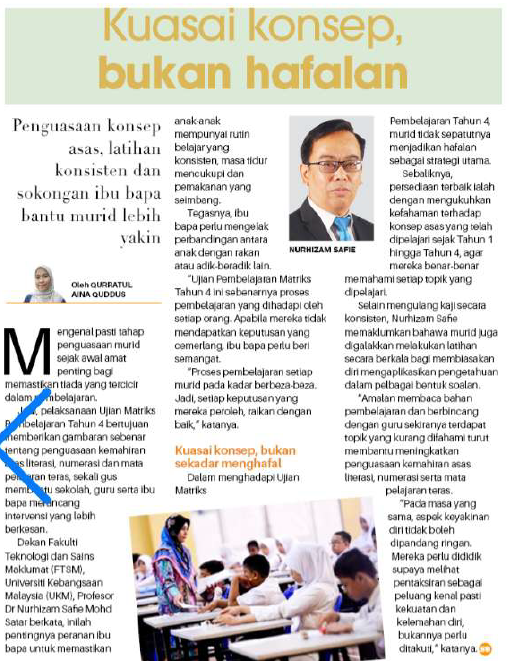 Kuasai konsep,
bukan hafalan
Penguasaan konsep
asas, latihan
konsisten dan
sokongan ibu bapa
bantu murid lebih
yakin
Oleh QURRATUL
AINA QUDDUS
Mengenal pasti tahap
penguasaan murid
sejak awal amat
penting bagi
memastikan tiada yang tercicir
dalam pembelajaran.
pelaksanaan Ujian Matriks
Pembelajaran Tahun 4 bertujuan
memberikan gambaran sebenar
tentang penguasaan kemahiran
asas literasi, numerasi dan mata
pelajaran teras, sekali gus
membantu sekolah, guru serta ibu
bapa merancang
intervensi yang lebih
berkesan.
Dekan Fakulti
Teknologi dan Sains
Maklumat (FTSM),
Universiti Kebangsaan
Malaysia (UKM), Profesor
Dr Nurhizam Safie Mohd
Satar berkata, inilah
pentingnya peranan ibu
bapa untuk memastikan
anak-anak
mempunyai rutin
belajar yang
konsisten, masa tidur
mencukupi dan
pemakanan yang
seimbang.
Tegasnya, ibu
bapa perlu mengelak
perbandingan antara
anak dengan rakan
atau adik-beradik lain.
"Ujian Pembelajaran Matriks
Tahun 4 ini sebenarnya proses
pembelajaran yang dihadapi oleh
setiap orang. Apabila mereka tidak
mendapatkan keputusan yang
cemerlang, ibu bapa perlu beri
semangat.
"Proses pembelajaran setiap
murid pada kadar berbeza-beza.
Jadi, setiap keputusan yang
mereka peroleh, raikan dengan
baik," katanya.
Kuasai konsep, bukan
sekadar menghafal
Dalam menghadapi Ujian
Matriks
NURHIZAM SAFIE
Pembelajaran Tahun 4,
murid tidak sepatutnya
menjadikan hafalan
sebagai strategi utama.
Sebaliknya,
persediaan terbaik ialah
dengan mengukuhkan
kefahaman terhadap
konsep asas yang telah
dipelajari sejak Tahun 1
hingga Tahun 4, agar
mereka benar-benar
memahami setiap topik yang
dipelajari.
Selain mengulang kaji secara
konsisten, Nurhizam Safie
memaklumkan bahawa murid juga
digalakkan melakukan latihan
secara berkala bagi membiasakan
diri mengaplikasikan pengetahuan
dalam pelbagai bentuk soalan.
"Amalan membaca bahan
pembelajaran dan berbincang
dengan guru sekiranya terdapat
topik yang kurang difahami turut
membantu meningkatkan
penguasaan kemahiran asas
literasi, numerasi serta mata
pelajaran teras.
"Pada masa yang
sama, aspek keyakinan
diri tidak boleh
dipandang ringan.
Mereka perlu dididik
supaya melihat
pentaksiran sebagai
peluang kenal pasti
kekuatan dan
kelemahan diri,
bukannya perlu
ditakuti," katanya.